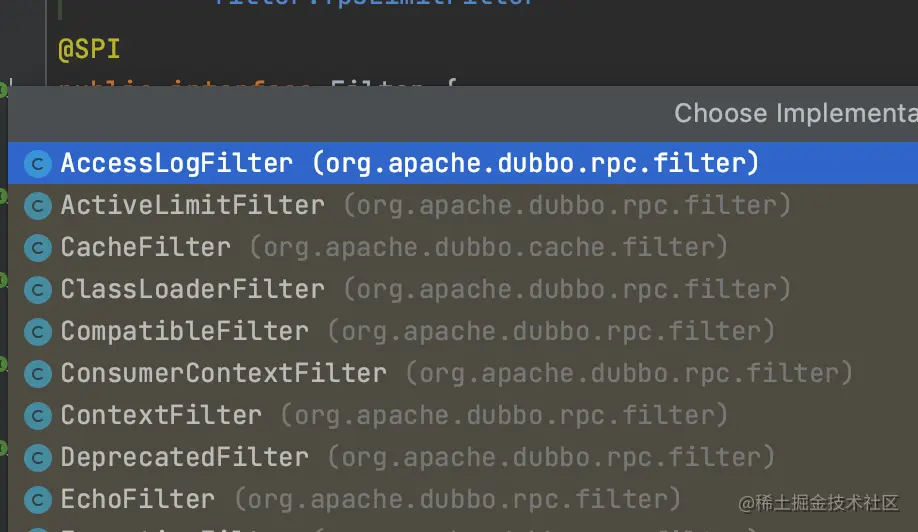 @SPI
public interface Filter {
Choose Implementa
AccessLogFilter (org.apache.dubbo.rpc.filter)
ActiveLimitFilter (org.apache.dubbo.rpc.filter)
CacheFilter (org.apache.dubbo.cache.filter)
ClassLoaderFilter (org.apache.dubbo.rpc.filter)
CompatibleFilter (org.apache.dubbo.rpc.filter)
ConsumerContextFilter (org.apache.dubbo.rpc.filter)
ContextFilter (org.apache.dubbo.rpc.filter)
DeprecatedFilter (org.apache.dubbo.rpc.filter)
EchoFilter (org.apache.dubbo.rpc.filter)
@稀土掘金技术社区